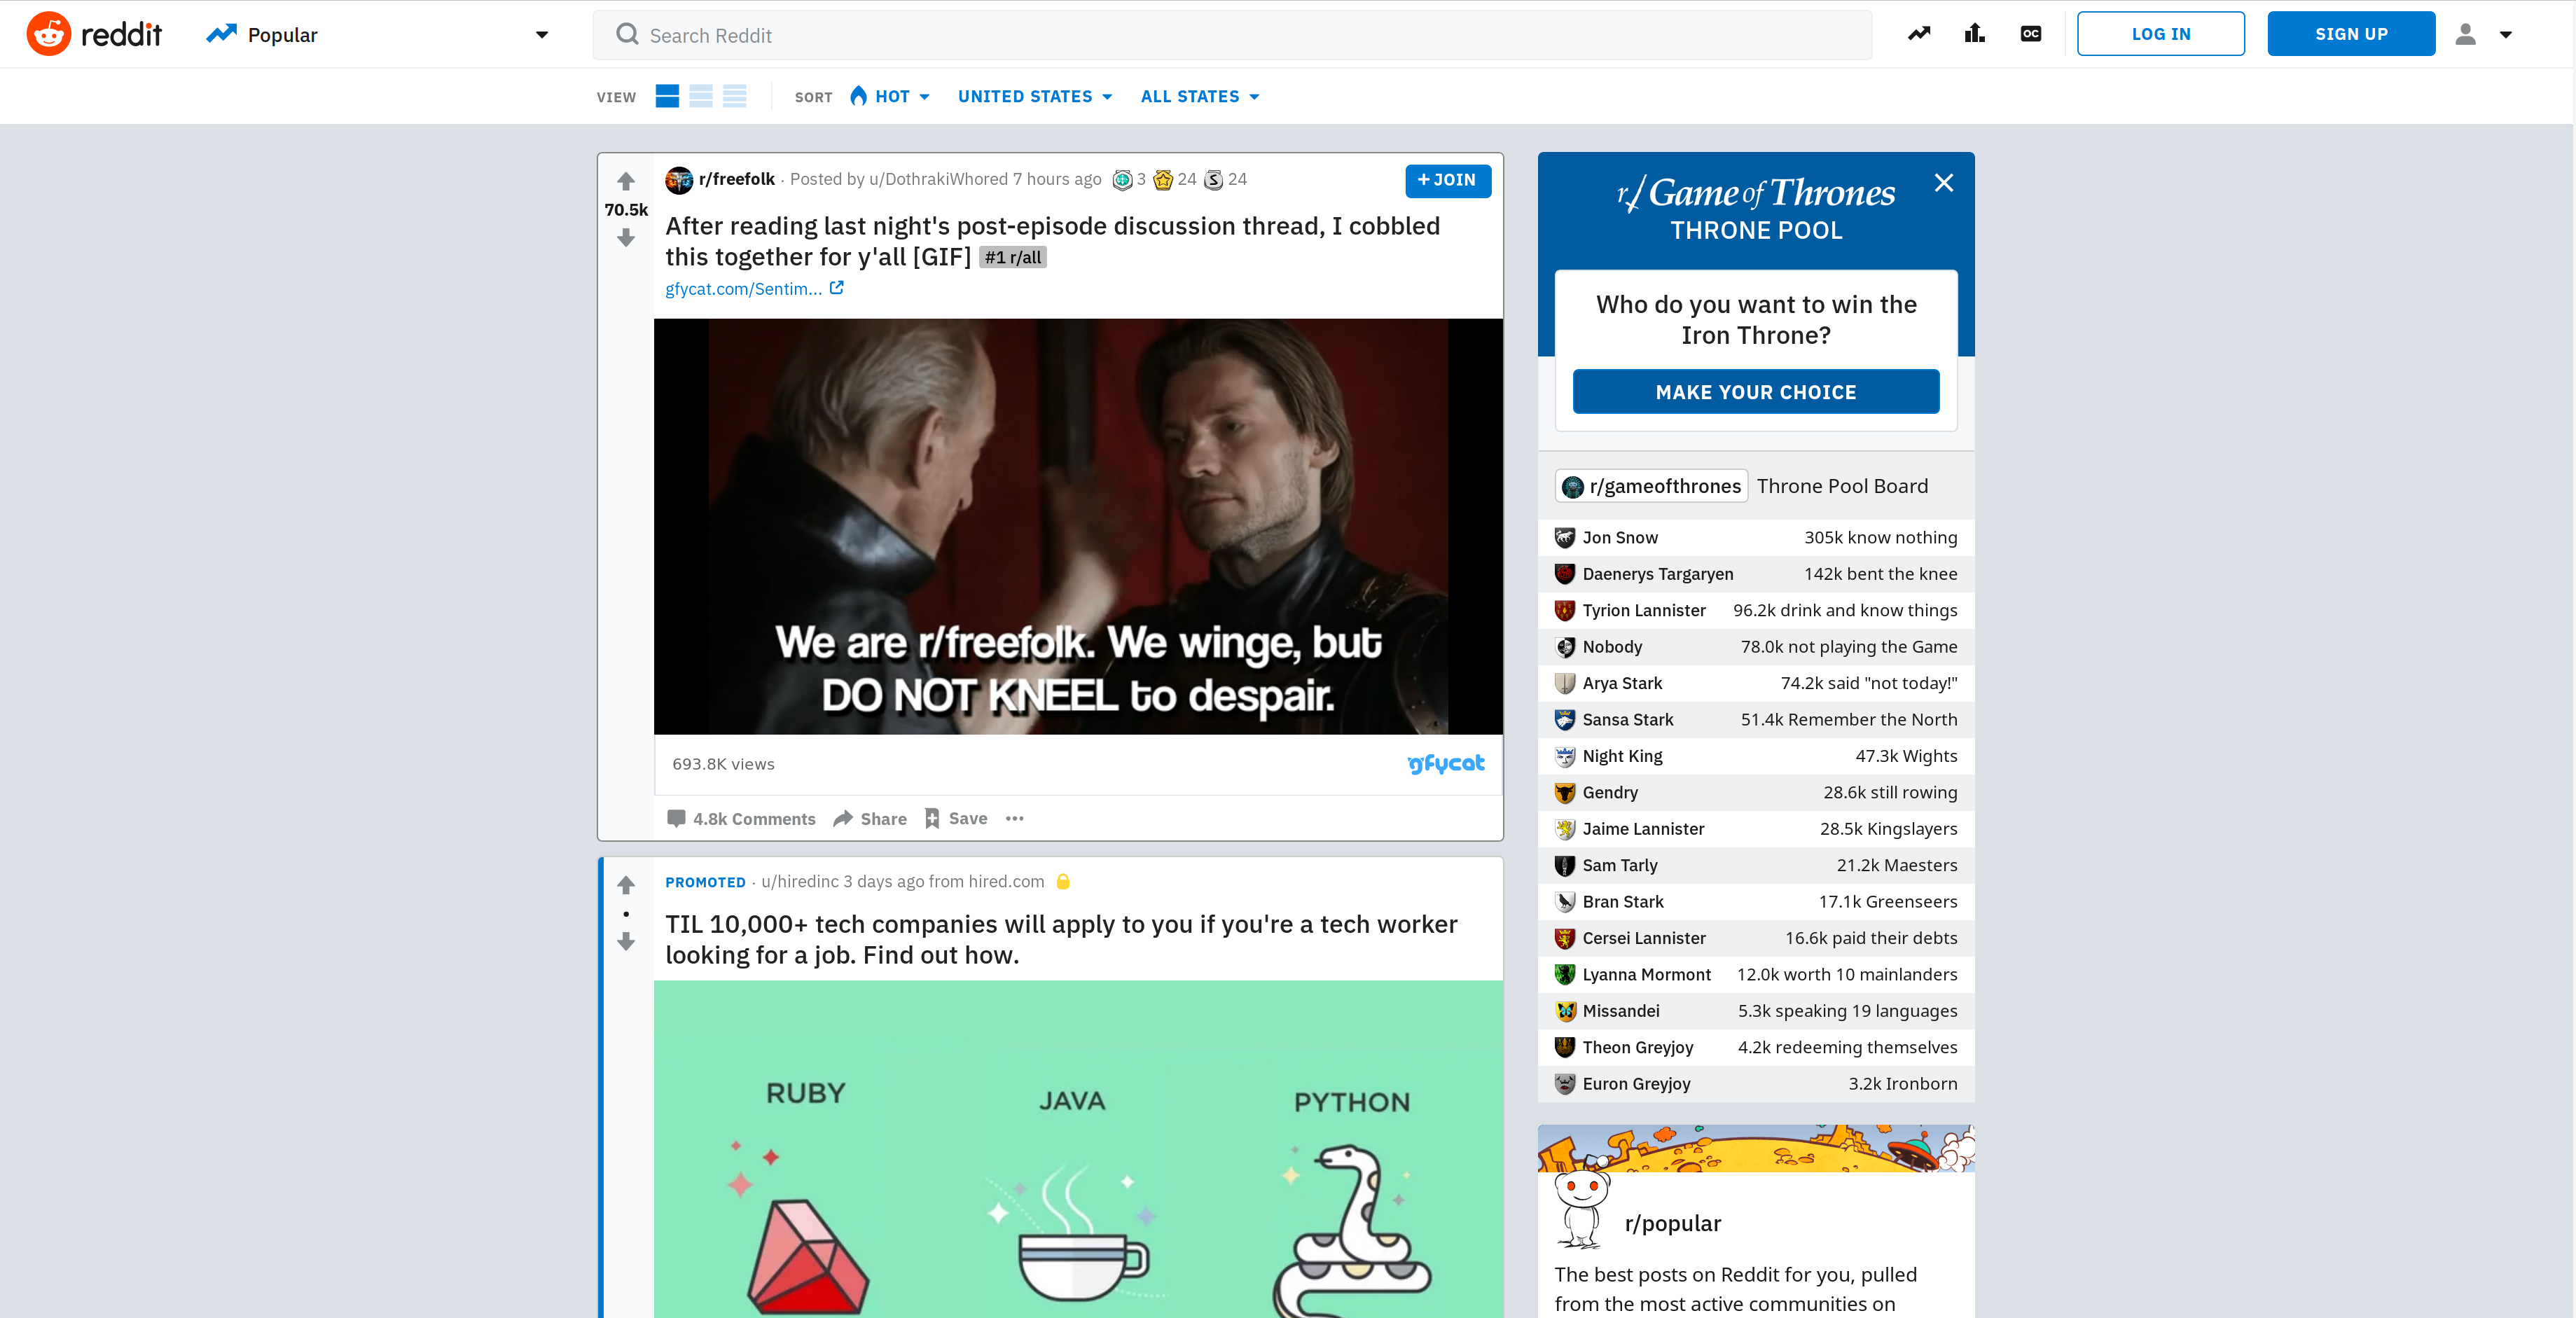 reddit
Popular
Search Reddit
OC
LOG IN
SIGN UP
VIEW
SORT
HOT
UNITED STATES
ALL STATES
70.5k
r/freefolk · Posted by u/DothrakiWhored 7 hours ago 3 24 S 24
+ JOIN
After reading last night's post-episode discussion thread, I cobbled
this together for y'all [GIF] #1 r/all
gfycat.com/Sentim...
We are r/freefolk. We winge, but
DO NOT KNEEL to despair.
693.8K views
gfycat
4.8k Comments
Share
Save
PROMOTED · u/hiredinc 3 days ago from hired.com
TIL 10,000+ tech companies will apply to you if you're a tech worker
looking for a job. Find out how.
RUBY
JAVA
PYTHON
r/Game of Thrones
THRONE POOL
Who do you want to win the
Iron Throne?
MAKE YOUR CHOICE
r/gameofthrones Throne Pool Board
Jon Snow 305k know nothing
Daenerys Targaryen 142k bent the knee
Tyrion Lannister 96.2k drink and know things
Nobody 78.0k not playing the Game
Arya Stark 74.2k said "not today!"
Sansa Stark 51.4k Remember the North
Night King 47.3k Wights
Gendry 28.6k still rowing
Jaime Lannister 28.5k Kingslayers
Sam Tarly 21.2k Maesters
Bran Stark 17.1k Greenseers
Cersei Lannister 16.6k paid their debts
Lyanna Mormont 12.0k worth 10 mainlanders
Missandei 5.3k speaking 19 languages
Theon Greyjoy 4.2k redeeming themselves
Euron Greyjoy 3.2k Ironborn
r/popular
The best posts on Reddit for you, pulled
from the most active communities on